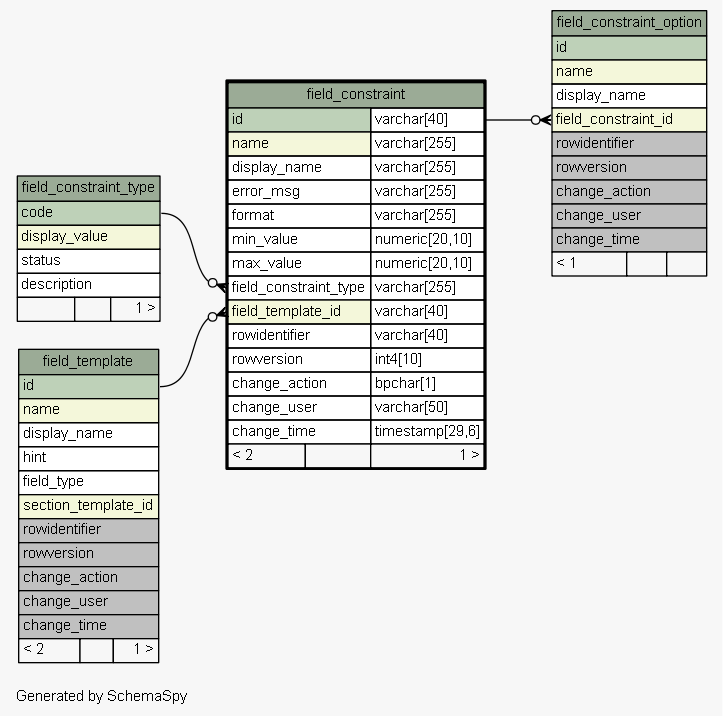 field_constraint_option
id
name
display_name
field_constraint_id
rowidentifier
rowversion
change_action
change_user
change_time
< 1
field_constraint
id varchar[40]
name varchar[255]
display_name varchar[255]
error_msg varchar[255]
format varchar[255]
min_value numeric[20,10]
max_value numeric[20,10]
field_constraint_type varchar[255]
field_template_id varchar[40]
rowidentifier varchar[40]
rowversion int4[10]
change_action bpchar[1]
change_user varchar[50]
change_time timestamp[29,6]
< 2 1 >
field_constraint_type
code
display_value
status
description
1 >
field_template
id
name
display_name
hint
field_type
section_template_id
rowidentifier
rowversion
change_action
change_user
change_time
< 2 1 >
Generated by SchemaSpy